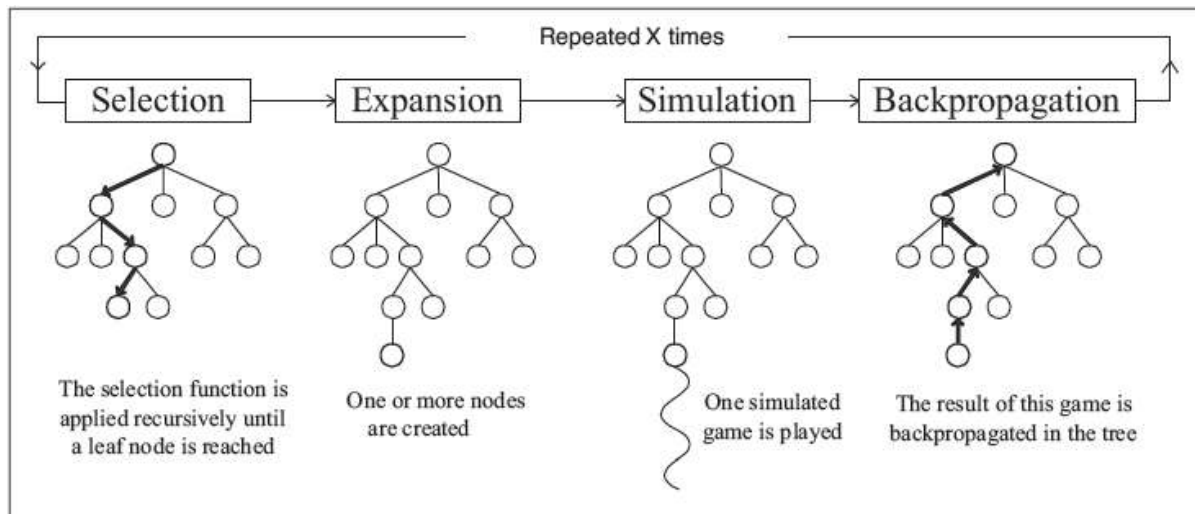 Repeated X times
Selection
Expansion
Simulation
Backpropagation
The selection function is
applied recursively until
a leaf node is reached
One or more nodes
are created
One simulated
game is played
The result of this game is
backpropagated in the tree